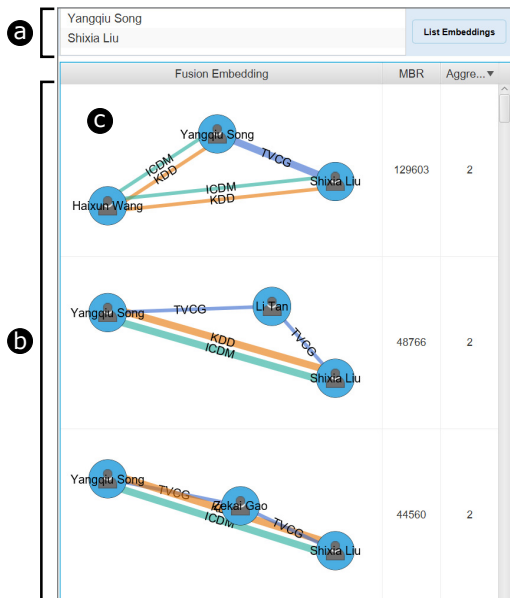 a
Yangqiu Song
Shixia Liu
List Embeddings
b
Fusion Embedding
MBR
Aggre...▼
c
Yangqiu Song
ICDM
KDD
TVCG
Shixia Liu
ICDM
KDD
Haixun Wang
129603
2
Yangqiu Song
TVCG
Li Tan
KDD
ICDM
TVCG
Shixia Liu
48766
2
Yangqiu Song
TVCG
Zekai Gao
ICDM
TVCG
Shixia Liu
44560
2